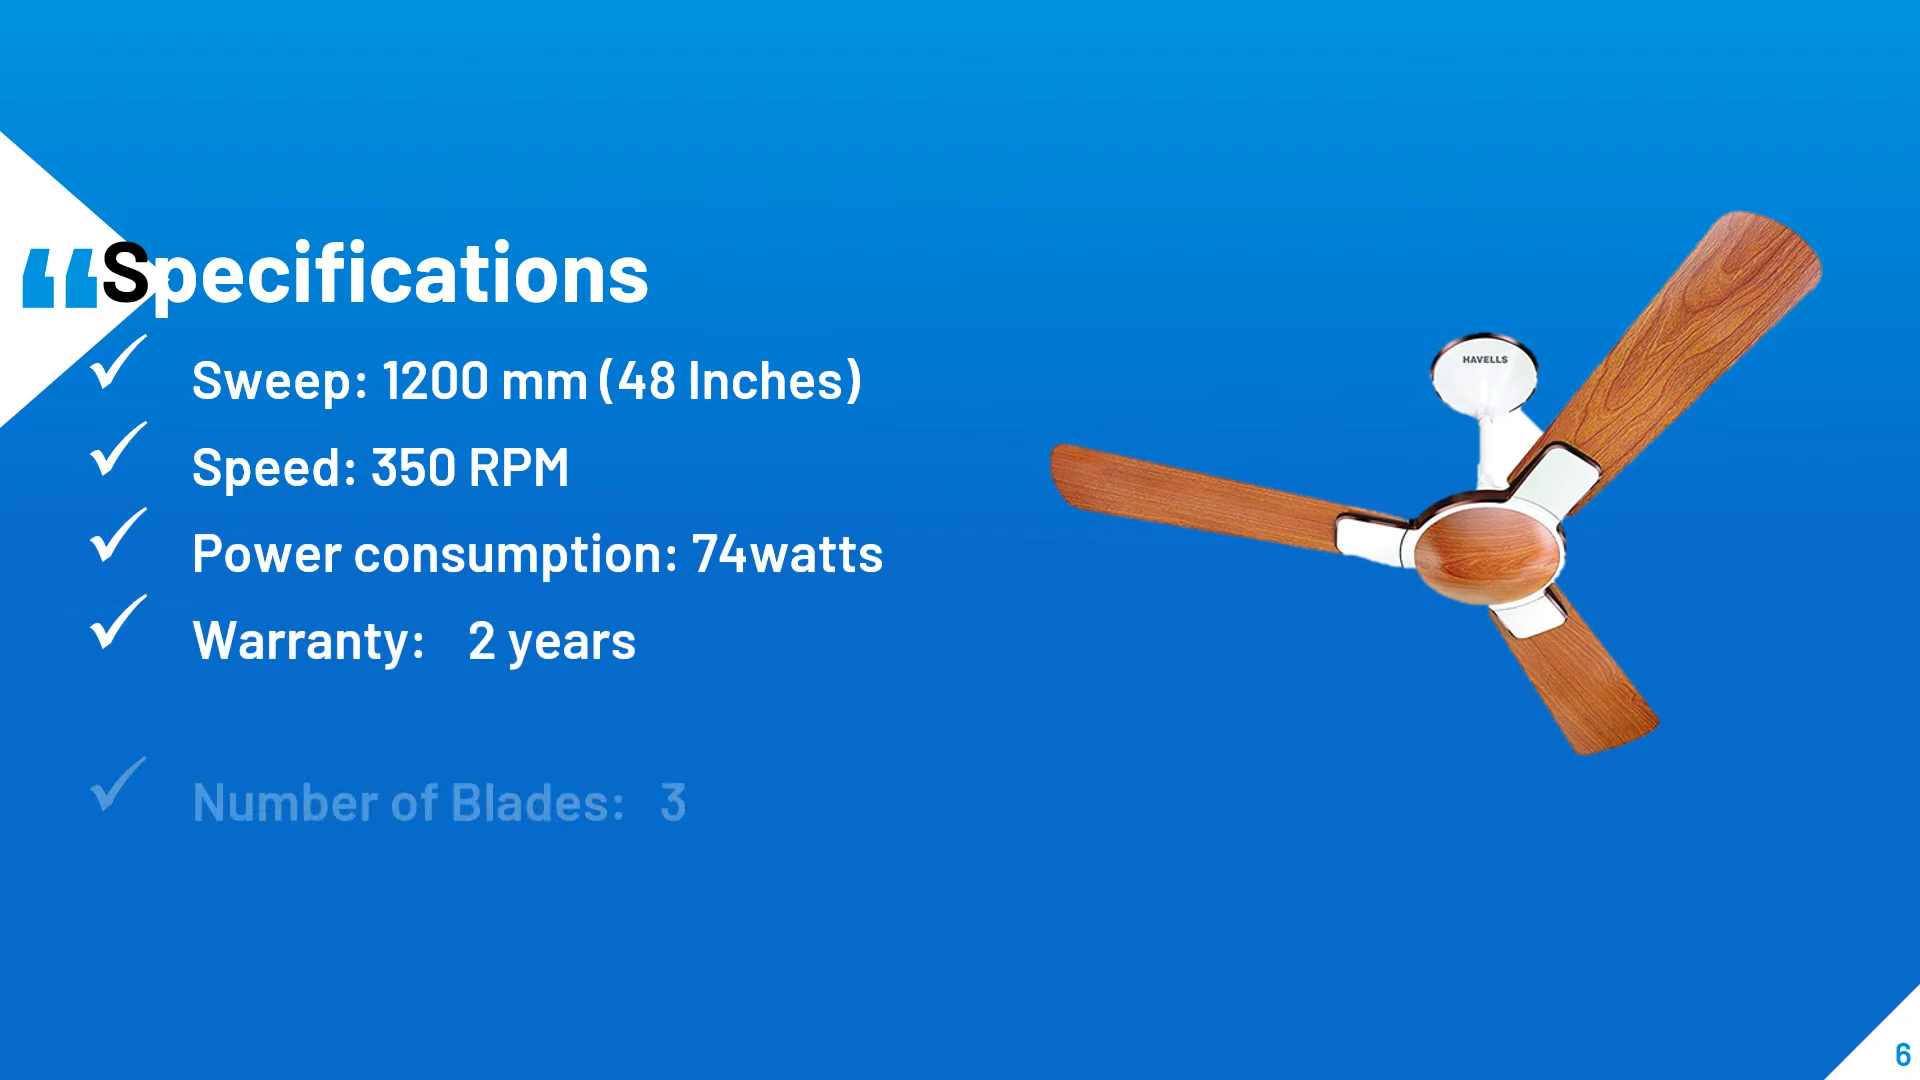 “Specifications
✓ Sweep: 1200 mm (48 Inches)
✓ Speed: 350 RPM
✓ Power consumption: 74watts
✓ Warranty: 2 years
✓ Number of Blades: 3
HAVELLS
6